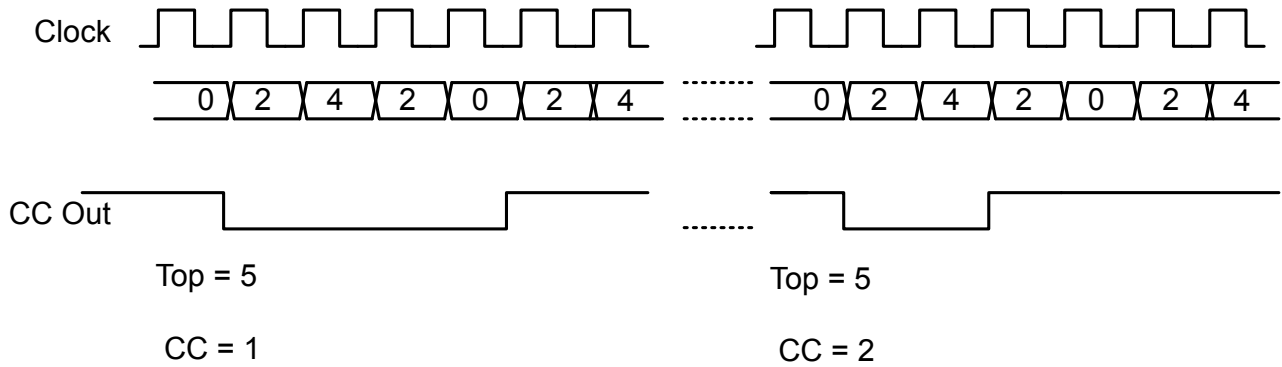 Clock
0 2 4 2 0 2 4 0 2 4 2 0 2 4
CC Out
Top = 5 Top = 5
CC = 1 CC = 2